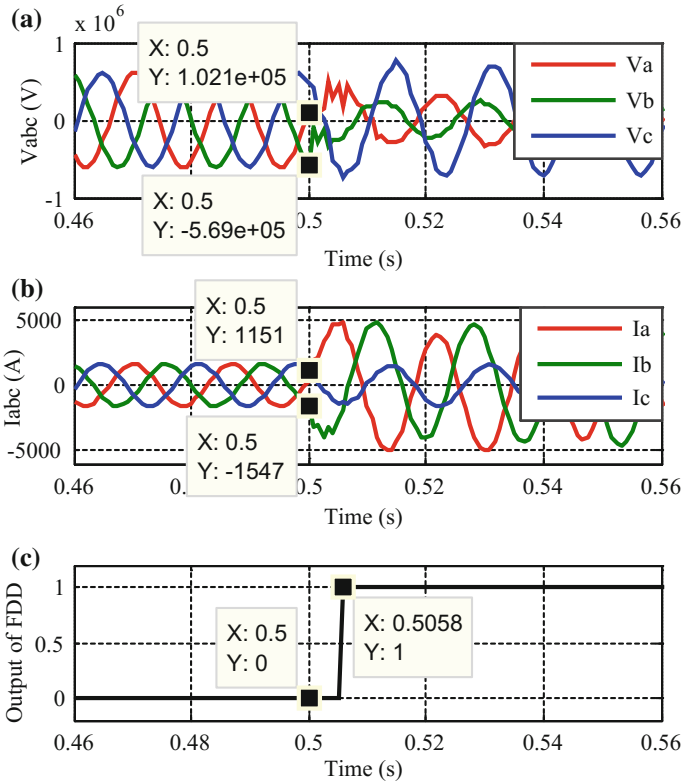 (a)
x 10^6
1
0
-1
Vabc (V)
X: 0.5
Y: 1.021e+05
X: 0.5
Y: -5.69e+05
Va
Vb
Vc
0.46
0.5
0.52
0.54
0.56
Time (s)
(b)
5000
0
-5000
Iabc (A)
X: 0.5
Y: 1151
X: 0.5
Y: -1547
Ia
Ib
Ic
0.46
0.48
0.5
0.52
0.54
0.56
Time (s)
(c)
1
0.5
0
Output of FDD
X: 0.5
Y: 0
X: 0.5058
Y: 1
0.46
0.48
0.5
0.52
0.54
0.56
Time (s)